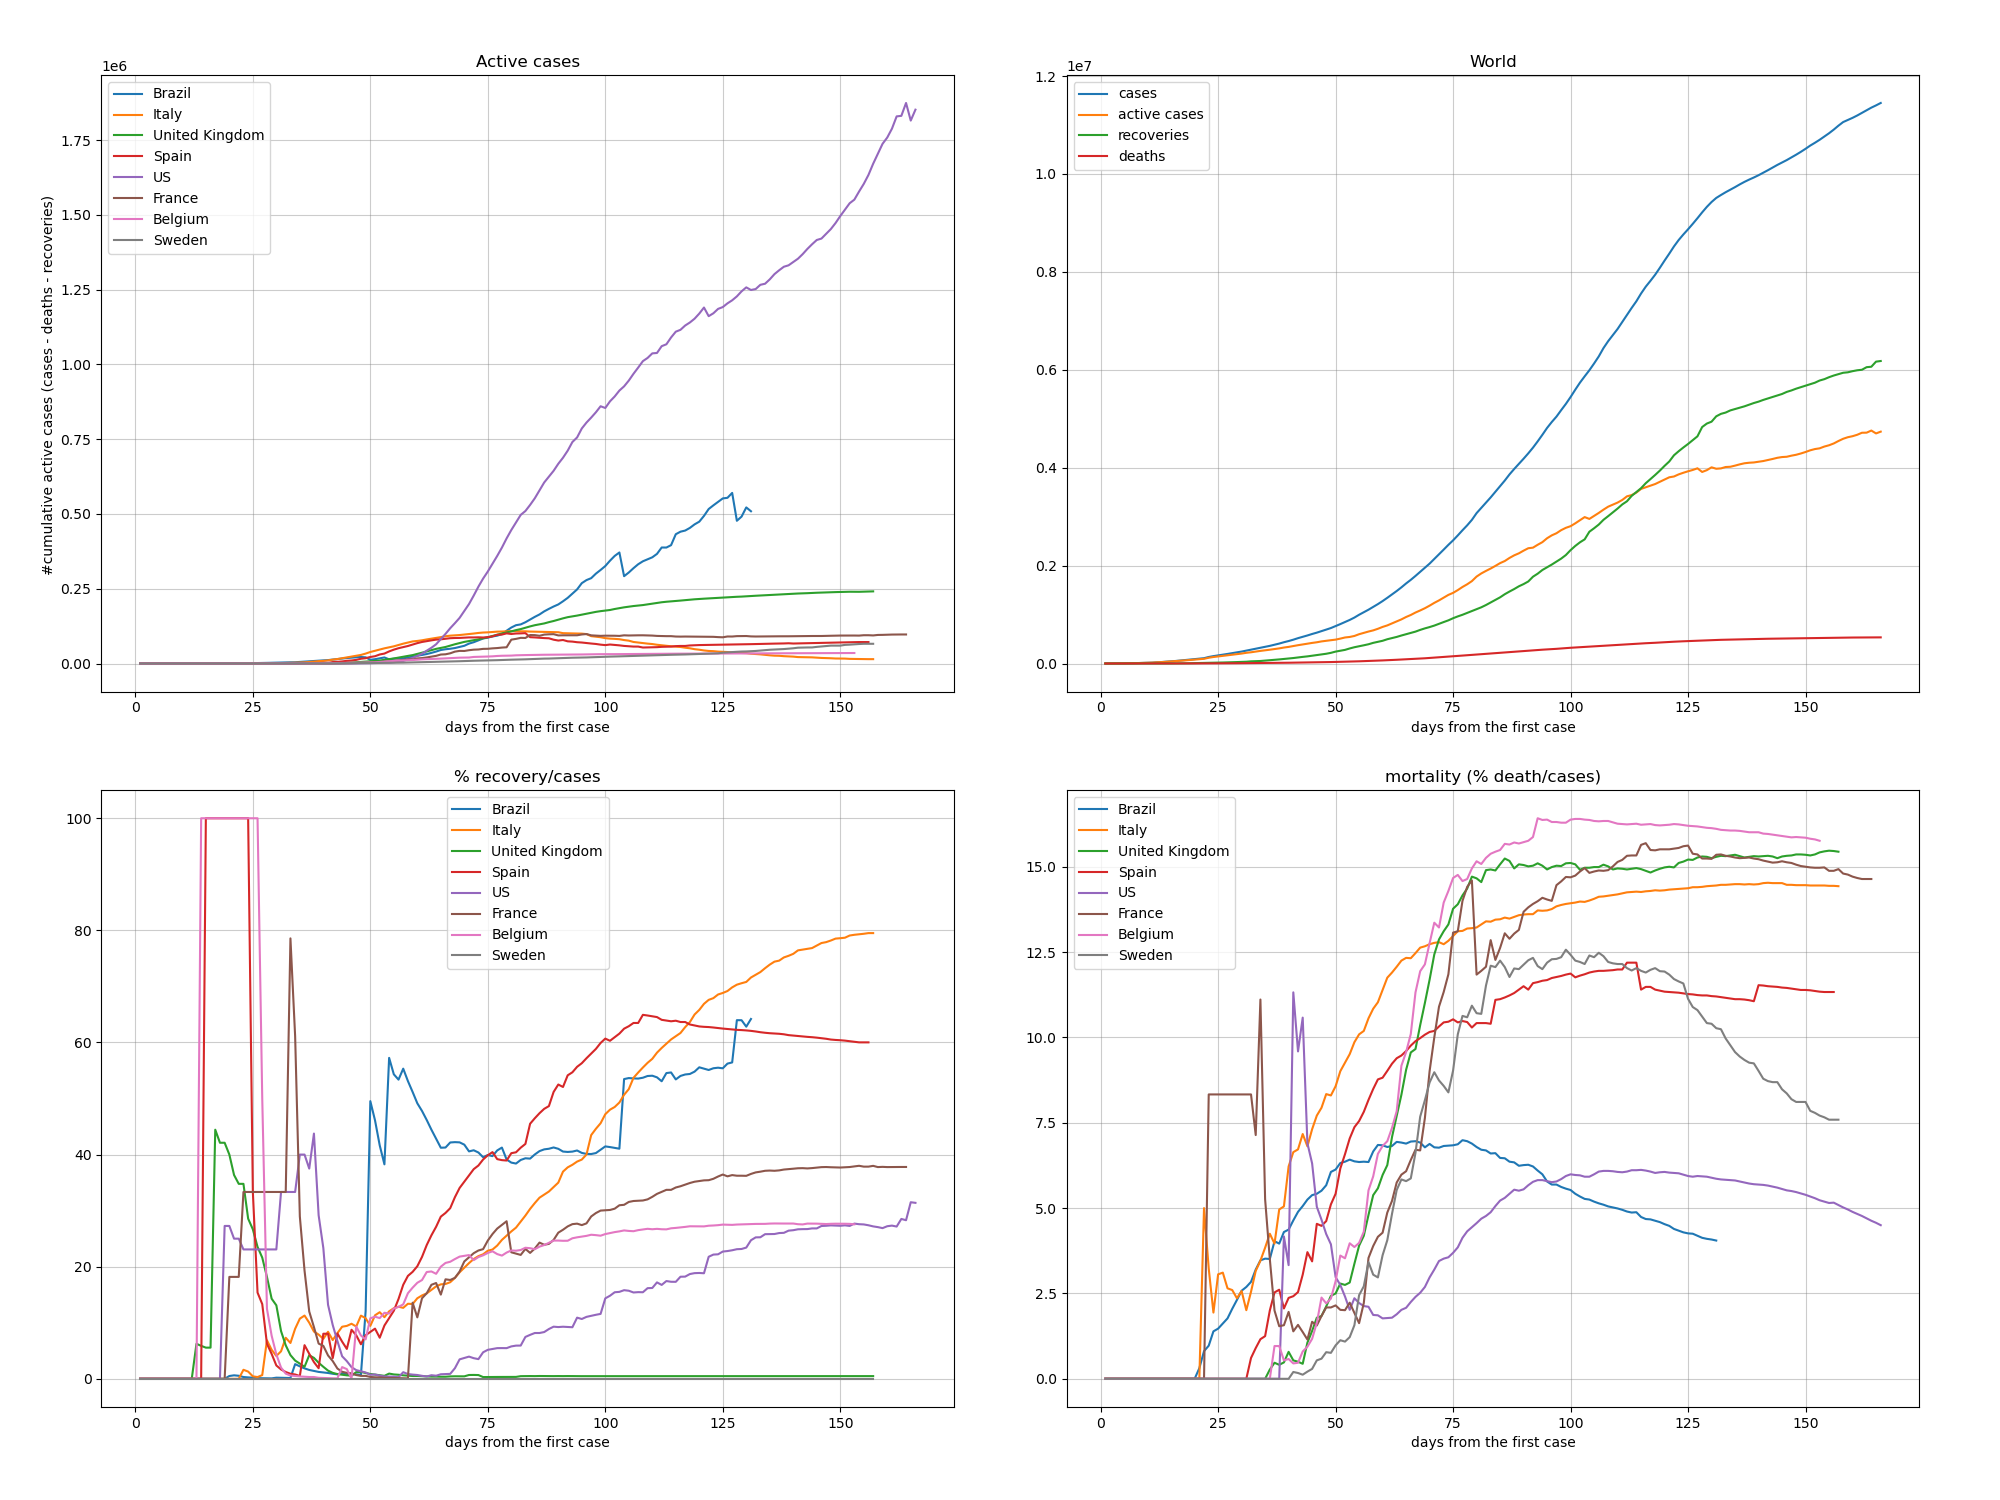 Active cases
1e6
#cumulative active cases (cases - deaths - recoveries)
1.75
1.50
1.25
1.00
0.75
0.50
0.25
0.00
Brazil
Italy
United Kingdom
Spain
US
France
Belgium
Sweden
0 25 50 75 100 125 150
days from the first case
World
1e7
1.2
1.0
0.8
0.6
0.4
0.2
0.0
cases
active cases
recoveries
deaths
0 25 50 75 100 125 150
days from the first case
% recovery/cases
100
80
60
40
20
0
Brazil
Italy
United Kingdom
Spain
US
France
Belgium
Sweden
0 25 50 75 100 125 150
days from the first case
mortality (% death/cases)
15.0
12.5
10.0
7.5
5.0
2.5
0.0
Brazil
Italy
United Kingdom
Spain
US
France
Belgium
Sweden
0 25 50 75 100 125 150
days from the first case